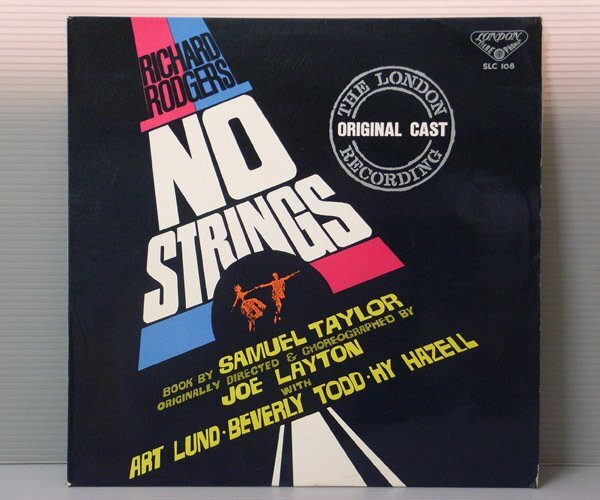 RICHARD
RODGERS
NO
STRINGS
THE LONDON
ORIGINAL CAST
RECORDING
LONDON
SLC 108
BOOK BY SAMUEL TAYLOR
ORIGINALLY DIRECTED & CHOREOGRAPHED BY
JOE LAYTON
WITH
ART LUND · BEVERLY TODD · HY HAZELL